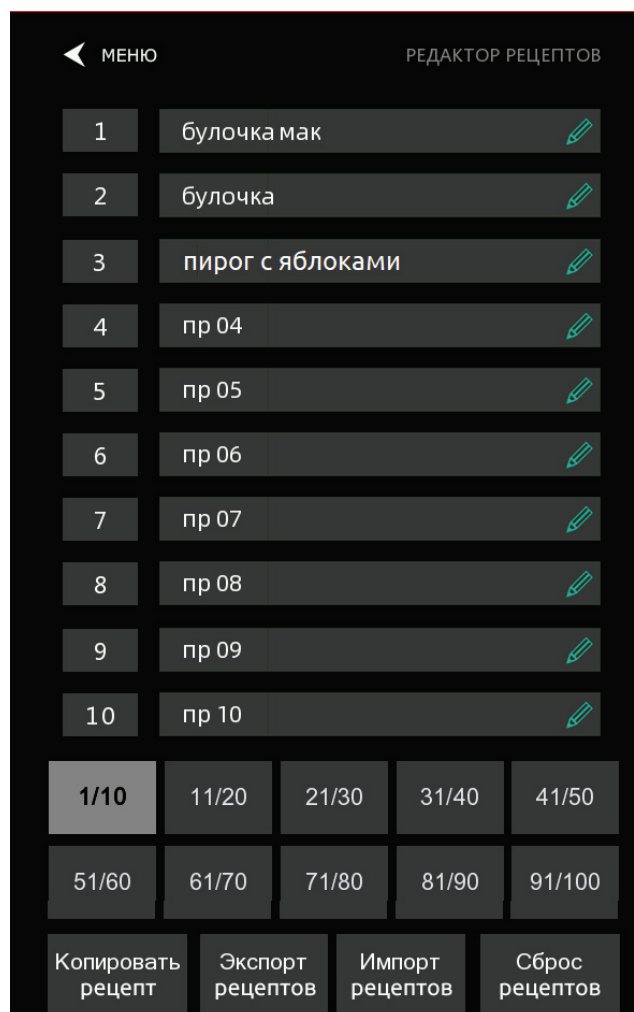 МЕНЮ РЕДАКТОР РЕЦЕПТОВ
1 булочка мак
2 булочка
3 пирог с яблоками
4 пр 04
5 пр 05
6 пр 06
7 пр 07
8 пр 08
9 пр 09
10 пр 10
1/10 11/20 21/30 31/40 41/50
51/60 61/70 71/80 81/90 91/100
Копировать рецепт
Экспорт рецептов
Импорт рецептов
Сброс рецептов